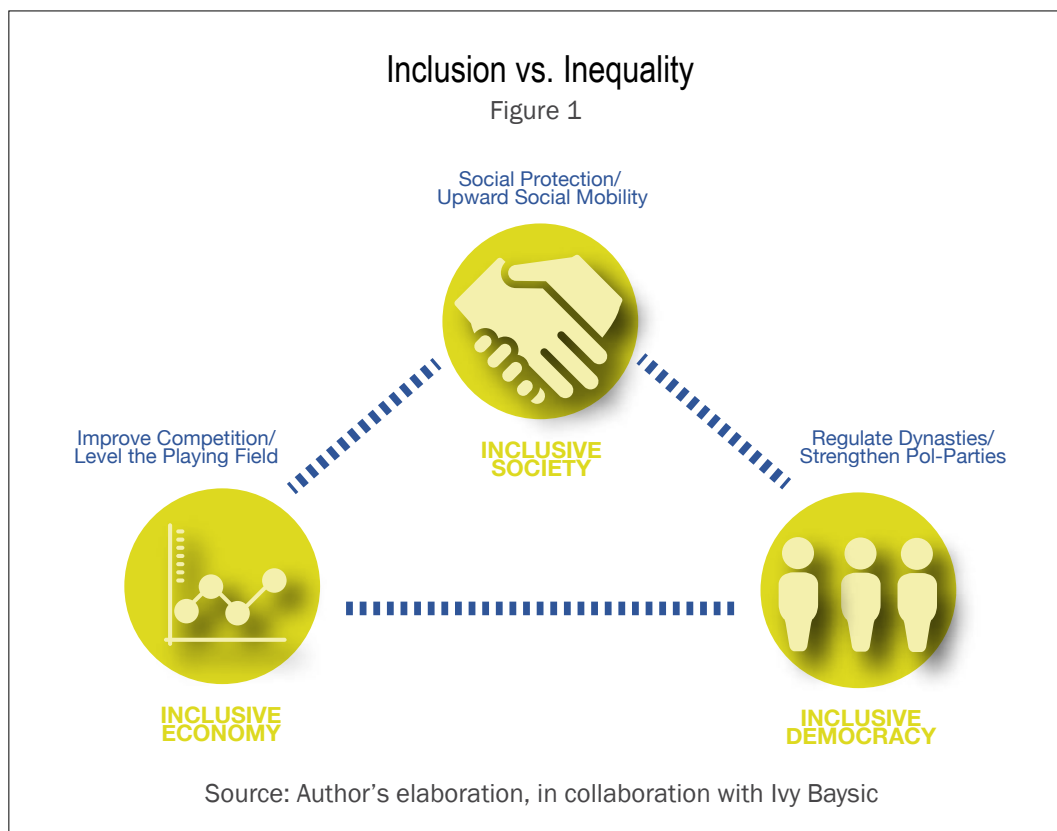 Inclusion vs. Inequality
Figure 1
Social Protection/
Upward Social Mobility
INCLUSIVE
SOCIETY
Improve Competition/
Level the Playing Field
INCLUSIVE
ECONOMY
Regulate Dynasties/
Strengthen Pol-Parties
INCLUSIVE
DEMOCRACY
Source: Author's elaboration, in collaboration with Ivy Baysic